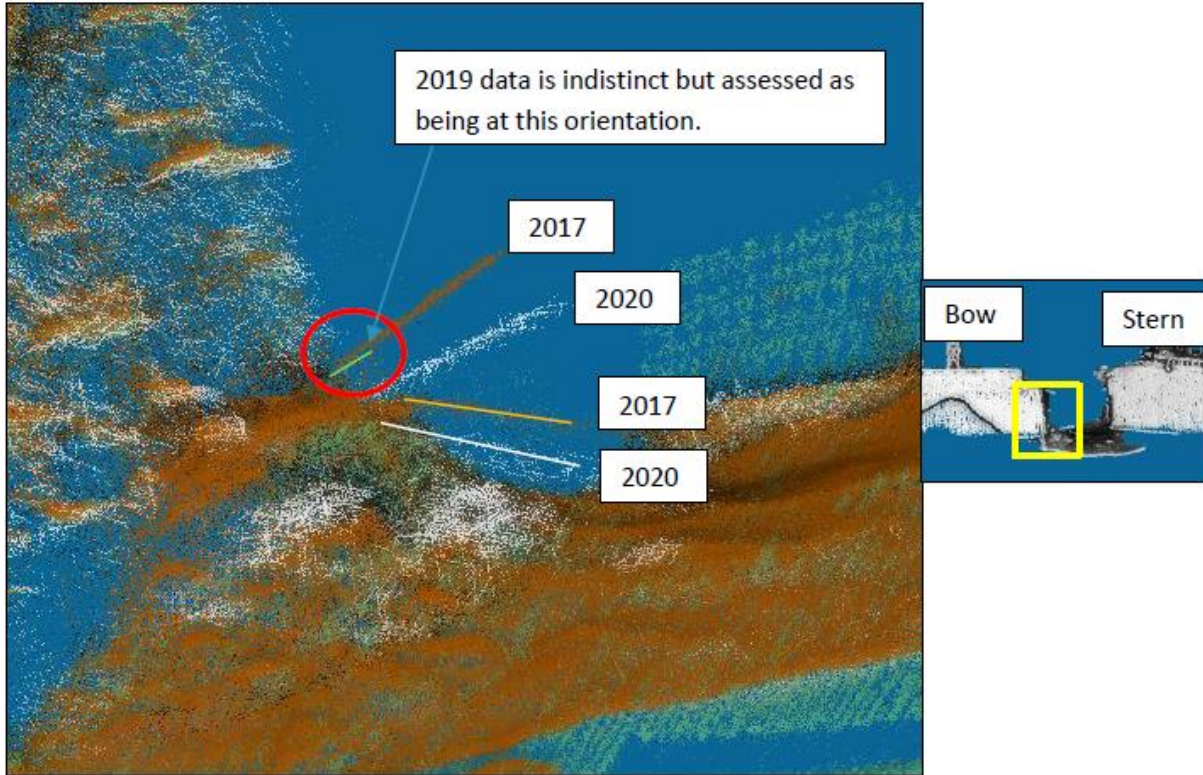 2019 data is indistinct but assessed as
being at this orientation.
2017
2020
2017
2020
Bow
Stern